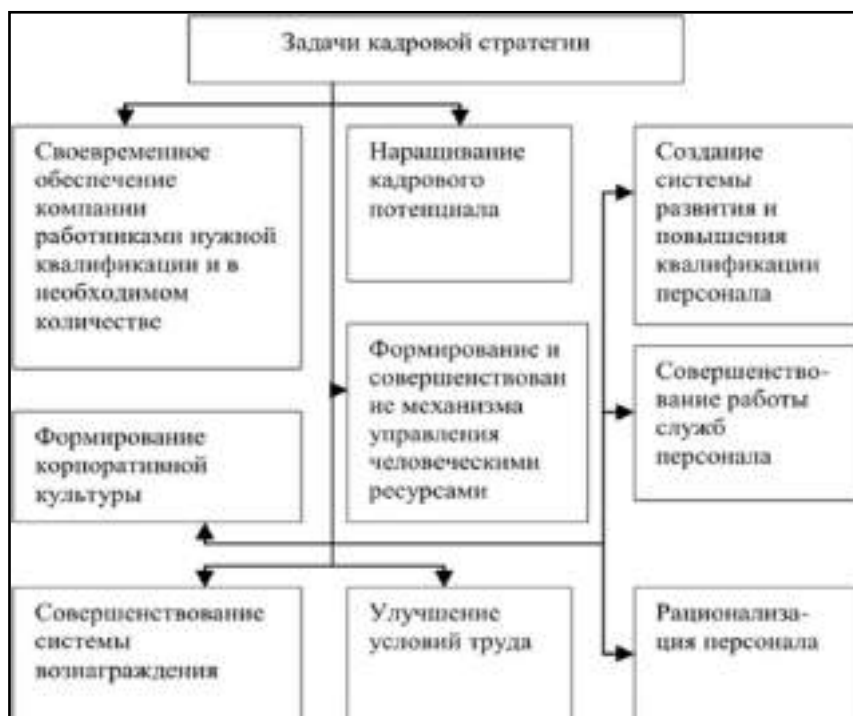 Задачи кадровой стратегии
Своевременное
обеспечение
компании
работниками нужной
квалификации и в
необходимом
количестве
Наращивание
кадрового
потенциала
Создание
системы
развития и
повышения
квалификации
персонала
Формирование и
совершенствован
ие механизма
управления
человеческими
ресурсами
Совершенство-
вание работы
служб
персонала
Формирование
корпоративной
культуры
Совершенствование
системы
вознаграждения
Улучшение
условий труда
Рационализа-
ция персонала